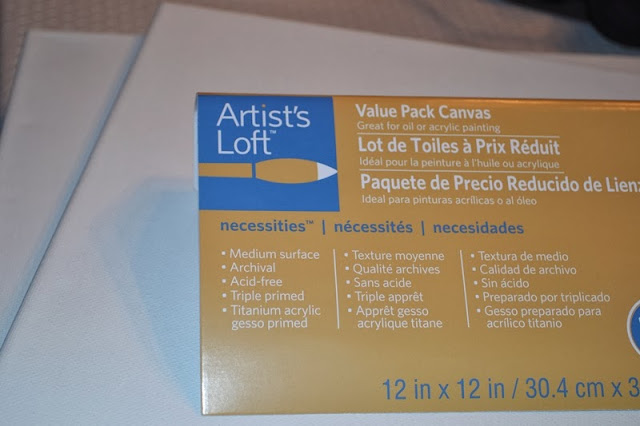 Artist's
Loft™
Value Pack Canvas
Great for oil or acrylic painting
Lot de Toiles à Prix Réduit
Idéal pour la peinture à l'huile ou acrylique
Paquete de Precio Reducido de Lienz
Ideal para pinturas acrílicas o al óleo
necessities™ | nécessités | necesidades
• Medium surface
• Archival
• Acid-free
• Triple primed
• Titanium acrylic
gesso primed
• Texture moyenne
• Qualité archives
• Sans acide
• Triple apprêt
• Apprêt gesso
acrylique titane
• Textura de medio
• Calidad de archivo
• Sin ácido
• Preparado por triplicado
• Gesso preparado para
acrílico titanio
12 in x 12 in / 30.4 cm x 3